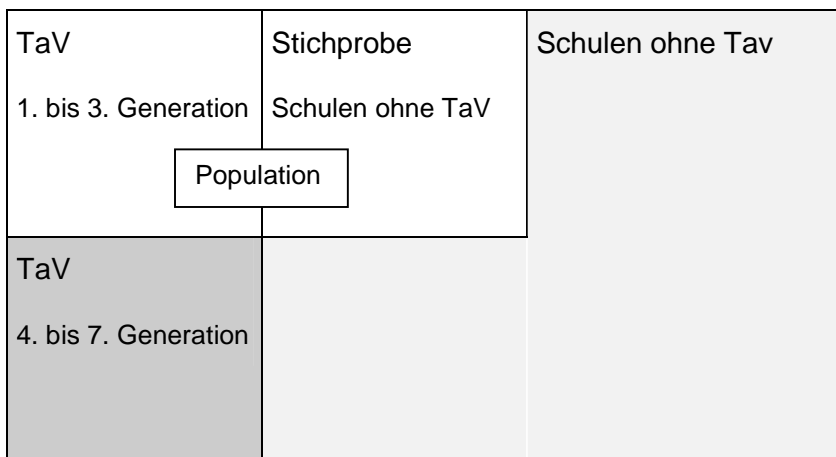 TaV
1. bis 3. Generation
Stichprobe
Schulen ohne TaV
Schulen ohne Tav
Population
TaV
4. bis 7. Generation